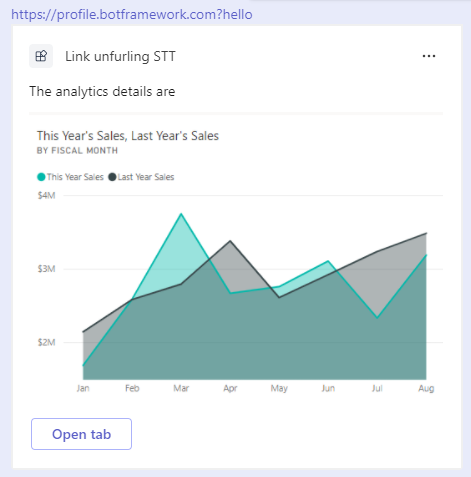 https://profile.botframework.com?hello
Link unfurling STT
The analytics details are
This Year's Sales, Last Year's Sales
BY FISCAL MONTH
This Year Sales Last Year Sales
$4M
$3M
$2M
Jan Feb Mar Apr May Jun Jul Aug
Open tab